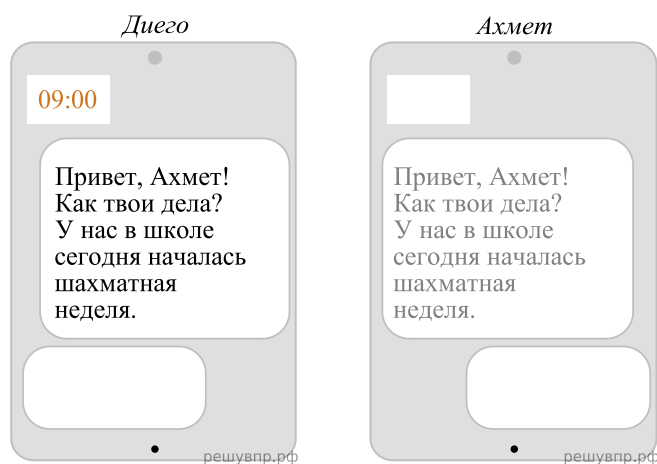 Диего
09:00
Привет, Ахмет!
Как твои дела?
У нас в школе
сегодня началась
шахматная
неделя.
решувпр.рф
Ахмет
Привет, Ахмет!
Как твои дела?
У нас в школе
сегодня началась
шахматная
неделя.
решувпр.рф